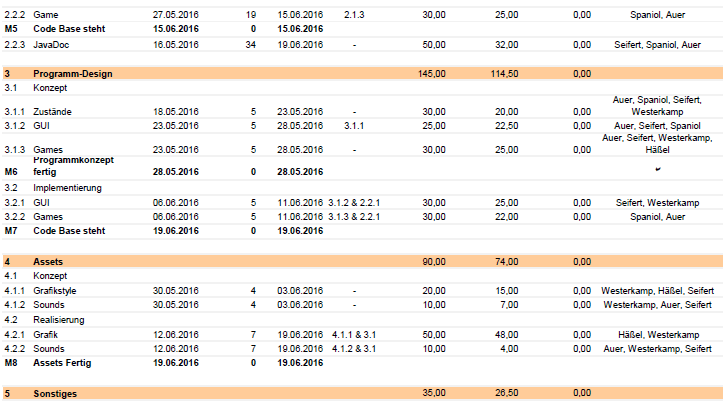 2.2.2 Game 27.05.2016 19 15.06.2016 2.1.3 30,00 25,00 0,00 Spaniol, Auer
M5 Code Base steht 15.06.2016 0 15.06.2016
2.2.3 JavaDoc 16.05.2016 34 19.06.2016 - 50,00 32,00 0,00 Seifert, Spaniol, Auer
3 Programm-Design 145,00 114,50 0,00
3.1 Konzept
Auer, Spaniol, Seifert,
3.1.1 Zustände 18.05.2016 5 23.05.2016 - 30,00 20,00 0,00 Westerkamp
3.1.2 GUI 23.05.2016 5 28.05.2016 3.1.1 25,00 22,50 0,00 Auer, Seifert, Spaniol
Auer, Seifert, Westerkamp,
3.1.3 Games 23.05.2016 5 28.05.2016 - 30,00 25,00 0,00 Häßel
Programmkonzept
M6 fertig 28.05.2016 0 28.05.2016
3.2 Implementierung
3.2.1 GUI 06.06.2016 5 11.06.2016 3.1.2 & 2.2.1 30,00 25,00 0,00 Seifert, Westerkamp
3.2.2 Games 06.06.2016 5 11.06.2016 3.1.3 & 2.2.1 30,00 22,00 0,00 Spaniol, Auer
M7 Code Base steht 19.06.2016 0 19.06.2016
4 Assets 90,00 74,00 0,00
4.1 Konzept
4.1.1 Grafikstyle 30.05.2016 4 03.06.2016 - 20,00 15,00 0,00 Westerkamp, Häßel, Seifert
4.1.2 Sounds 30.05.2016 4 03.06.2016 - 10,00 7,00 0,00 Westerkamp, Auer, Seifert
4.2 Realisierung
4.2.1 Grafik 12.06.2016 7 19.06.2016 4.1.1 & 3.1 50,00 48,00 0,00 Häßel, Westerkamp
4.2.2 Sounds 12.06.2016 7 19.06.2016 4.1.2 & 3.1 10,00 4,00 0,00 Auer, Westerkamp, Seifert
M8 Assets Fertig 19.06.2016 0 19.06.2016
5 Sonstiges 35,00 26,50 0,00